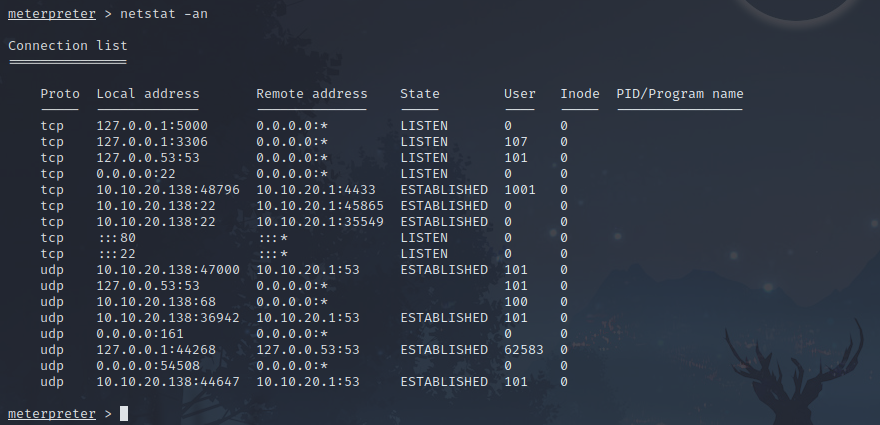 meterpreter > netstat -an
Connection list
===============
Proto  Local address        Remote address  State        User   Inode  PID/Program name
-----  -------------        --------------  -----        ----   -----  ----------------
tcp    127.0.0.1:5000       0.0.0.0:*       LISTEN       0      0
tcp    127.0.0.1:3306       0.0.0.0:*       LISTEN       107    0
tcp    127.0.0.53:53        0.0.0.0:*       LISTEN       101    0
tcp    0.0.0.0:22           0.0.0.0:*       LISTEN       0      0
tcp    10.10.20.138:48796   10.10.20.1:4433   ESTABLISHED  1001   0
tcp    10.10.20.138:22      10.10.20.1:45865  ESTABLISHED  0      0
tcp    10.10.20.138:22      10.10.20.1:35549  ESTABLISHED  0      0
tcp    :::80                :::*            LISTEN       0      0
tcp    :::22                :::*            LISTEN       0      0
udp    10.10.20.138:47000   10.10.20.1:53   ESTABLISHED  101    0
udp    127.0.0.53:53        0.0.0.0:*                    101    0
udp    10.10.20.138:68      0.0.0.0:*                    100    0
udp    10.10.20.138:36942   10.10.20.1:53   ESTABLISHED  101    0
udp    0.0.0.0:161          0.0.0.0:*                    0      0
udp    127.0.0.1:44268      127.0.0.53:53   ESTABLISHED  62583  0
udp    0.0.0.0:54508        0.0.0.0:*                    0      0
udp    10.10.20.138:44647   10.10.20.1:53   ESTABLISHED  101    0
meterpreter >